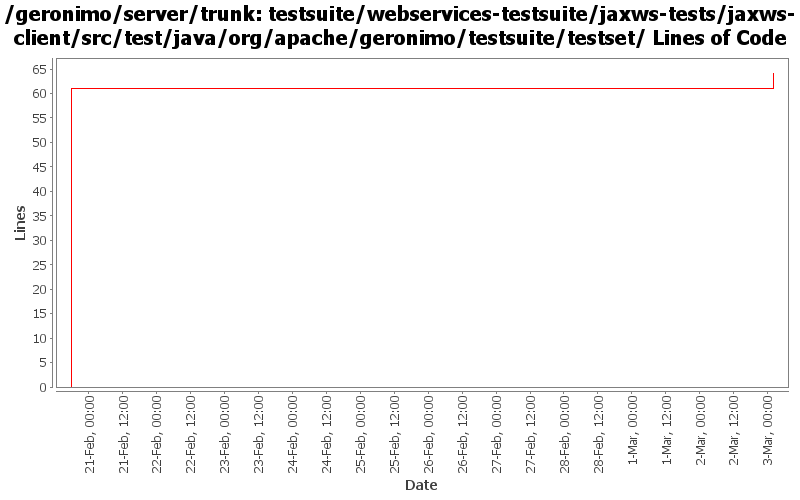 /geronimo/server/trunk: testsuite/webservices-testsuite/jaxws-tests/jaxws-
client/src/test/java/org/apache/geronimo/testsuite/testset/ Lines of Code
65
60
55
50
45
40
35
30
25
20
15
10
5
0
Lines
21-Feb, 00:00
21-Feb, 12:00
22-Feb, 00:00
22-Feb, 12:00
23-Feb, 00:00
23-Feb, 12:00
24-Feb, 00:00
24-Feb, 12:00
25-Feb, 00:00
25-Feb, 12:00
26-Feb, 00:00
26-Feb, 12:00
27-Feb, 00:00
27-Feb, 12:00
28-Feb, 00:00
28-Feb, 12:00
1-Mar, 00:00
1-Mar, 12:00
2-Mar, 00:00
2-Mar, 12:00
3-Mar, 00:00
Date